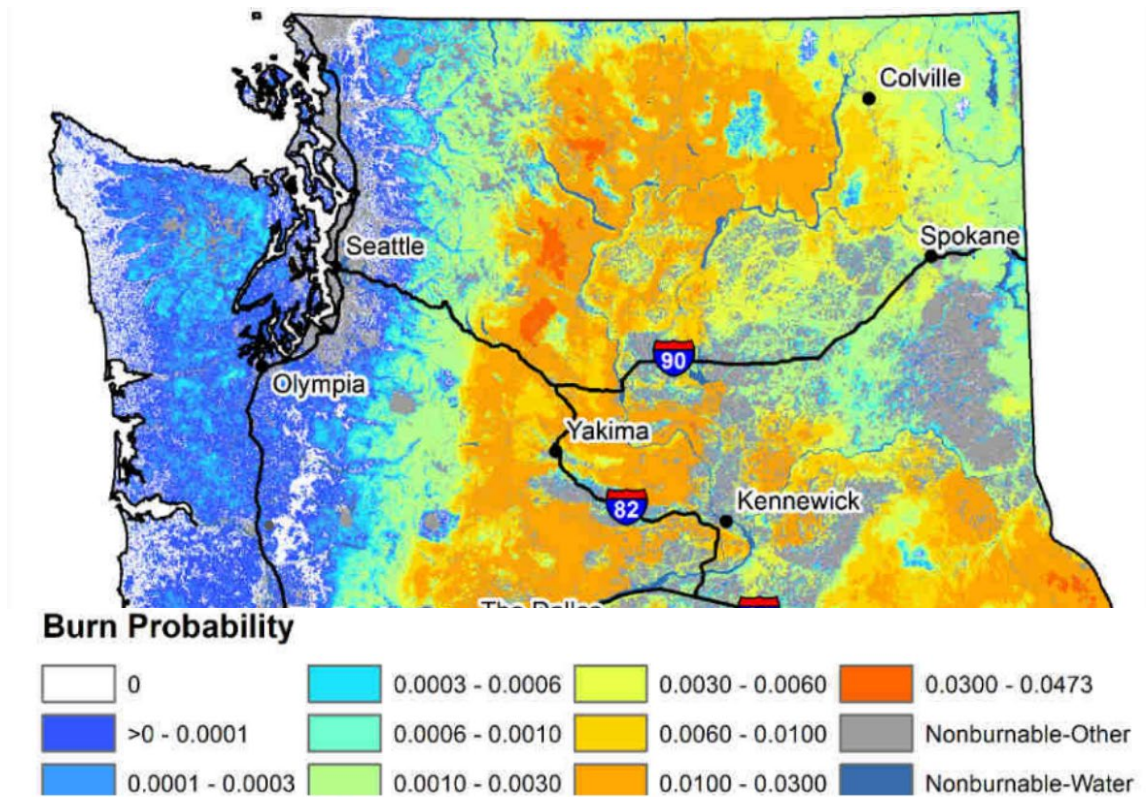 Colville
Seattle
Spokane
90
Olympia
Yakima
82
Kennewick
The Dalles
Burn Probability
0
0.0003 - 0.0006
0.0030 - 0.0060
0.0300 - 0.0473
>0 - 0.0001
0.0006 - 0.0010
0.0060 - 0.0100
Nonburnable-Other
0.0001 - 0.0003
0.0010 - 0.0030
0.0100 - 0.0300
Nonburnable-Water